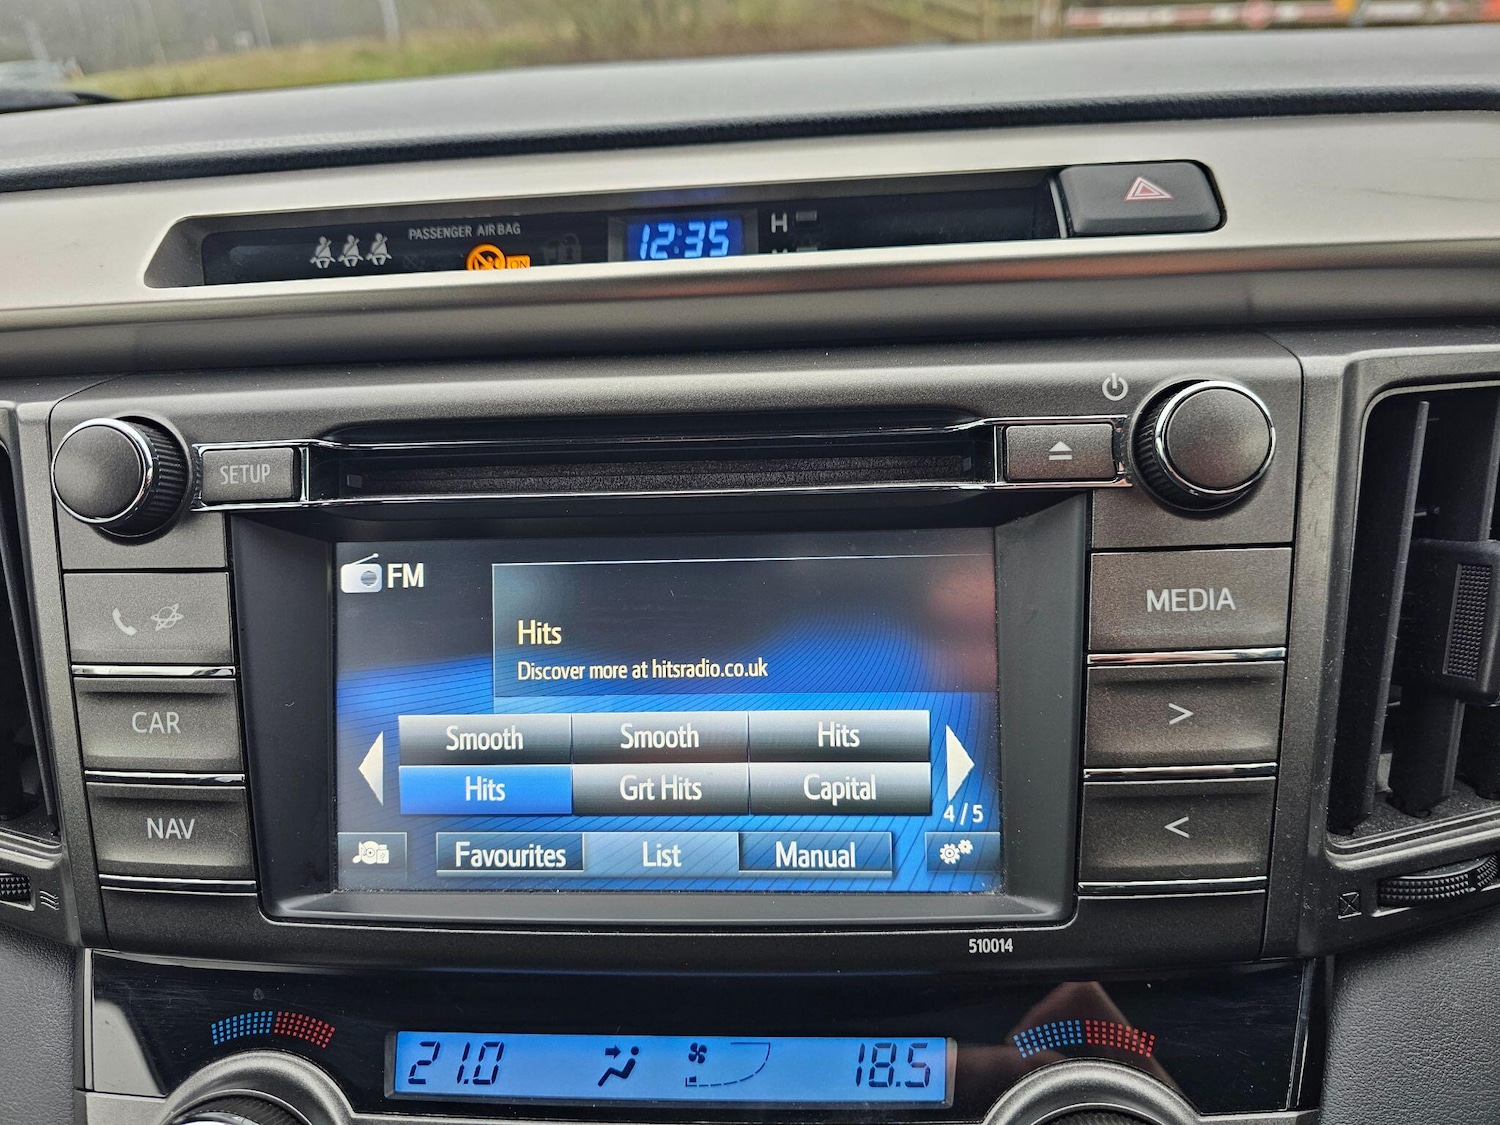 PASSENGER AIR BAG
ON
12:35
H
SETUP
FM
MEDIA
Hits
Discover more at hitsradio.co.uk
CAR
>
Smooth Smooth Hits
Hits Grt Hits Capital
4/5
NAV
<
Favourites List Manual
510014
21.0 18.5